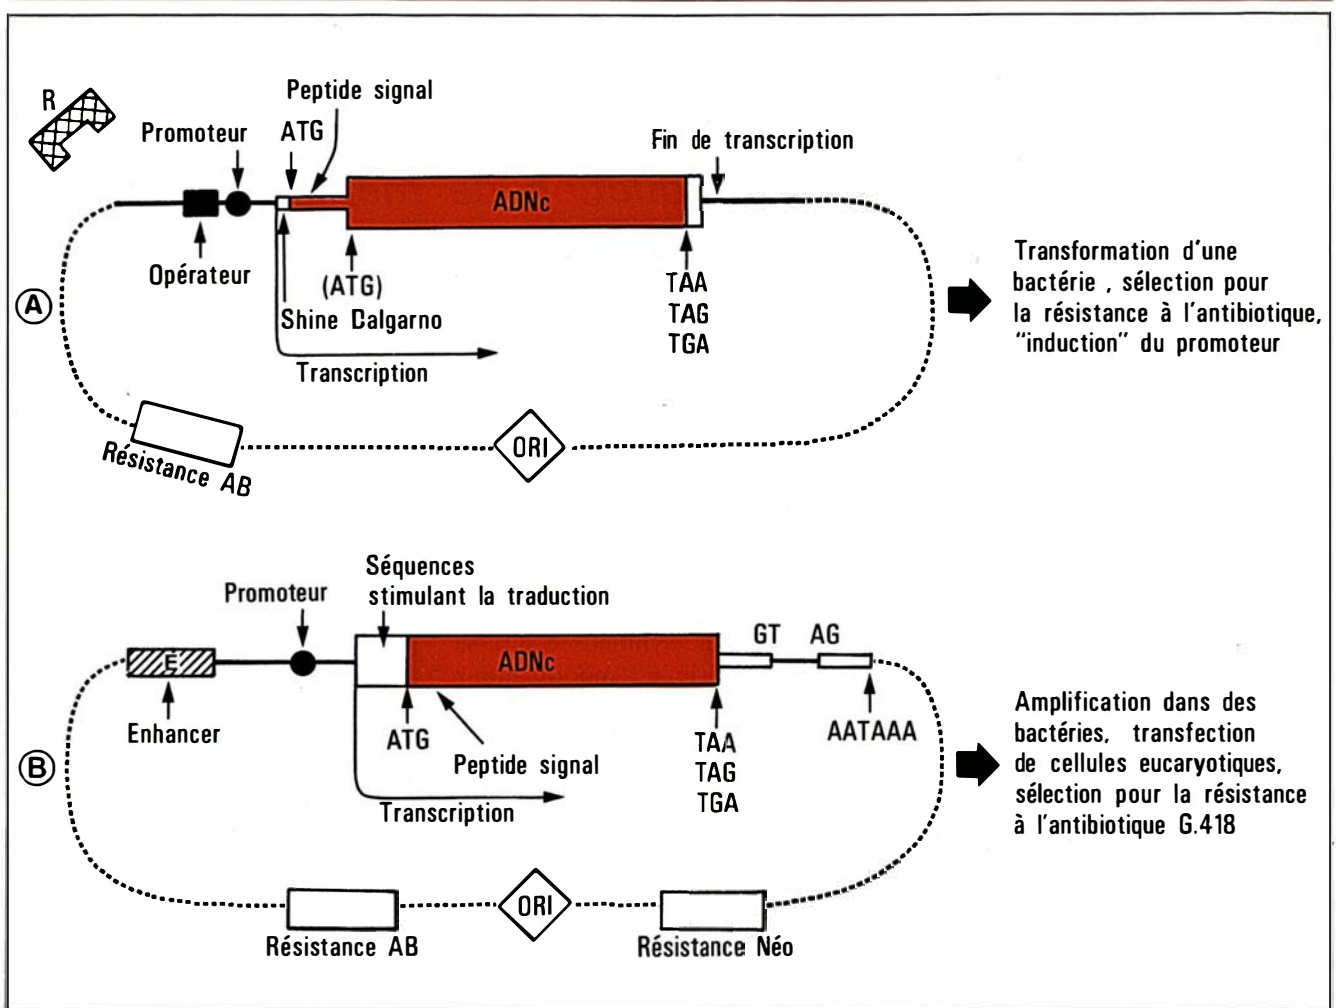 R
Peptide signal
Promoteur
ATG
Fin de transcription
ADNc
Opérateur
(ATG)
Shine Dalgarno
TAA
TAG
TGA
Transcription
A
Transformation d'une
bactérie , sélection pour
la résistance à l'antibiotique,
"induction" du promoteur
Résistance AB
ORI
Séquences
stimulant la traduction
Promoteur
GT
AG
E
ADNc
Enhancer
ATG
Peptide signal
TAA
TAG
TGA
AATAAA
Transcription
B
Amplification dans des
bactéries, transfection
de cellules eucaryotiques,
sélection pour la résistance
à l'antibiotique G.418
Résistance AB
ORI
Résistance Néo